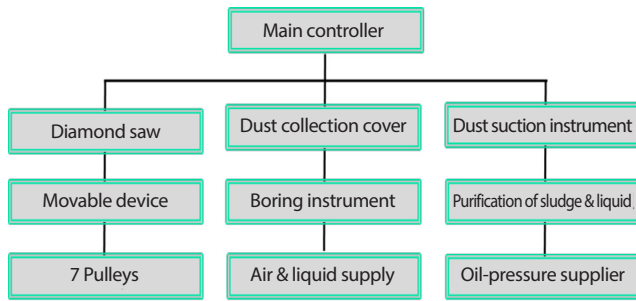 Main controller
Diamond saw
Dust collection cover
Dust suction instrument
Movable device
Boring instrument
Purification of sludge & liquid
7 Pulleys
Air & liquid supply
Oil-pressure supplier